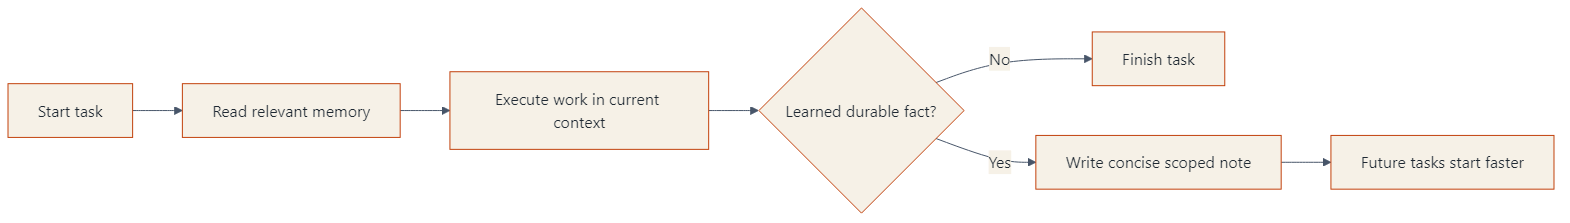 Start task
Read relevant memory
Execute work in current
context
Learned durable fact?
No
Finish task
Yes
Write concise scoped note
Future tasks start faster